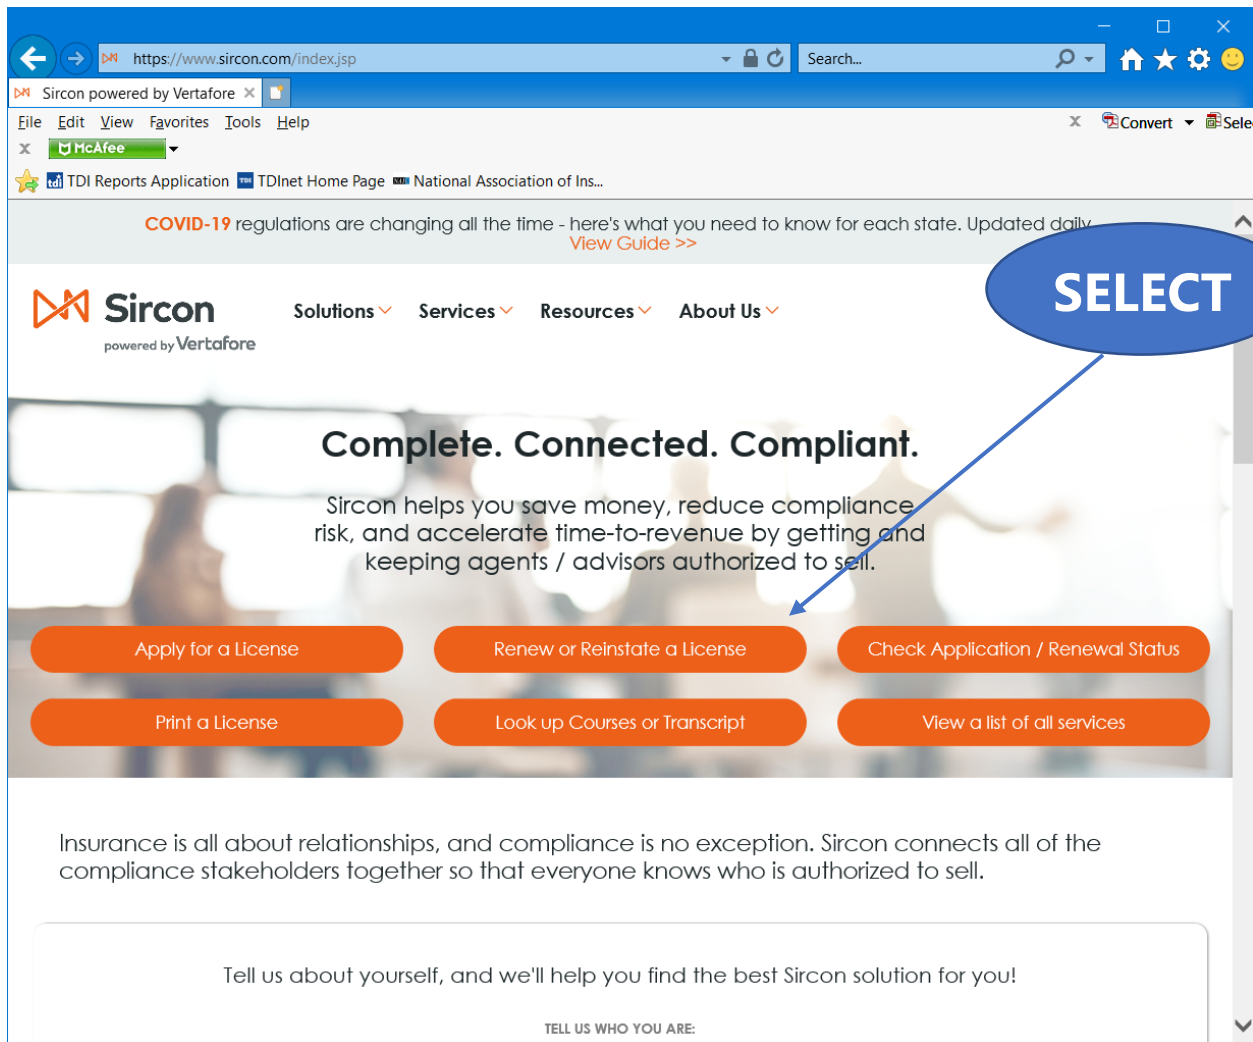 https://www.sircon.com/index.jsp
Search...
Sircon powered by Vertafore
File Edit View Favorites Tools Help
Convert
McAfee
TDI Reports Application TDInet Home Page National Association of Ins...
COVID-19 regulations are changing all the time - here's what you need to know for each state. Updated daily
View Guide >>
SELECT
Sircon
powered by Vertafore
Solutions Services Resources About Us
Complete. Connected. Compliant.
Sircon helps you save money, reduce compliance
risk, and accelerate time-to-revenue by getting and
keeping agents / advisors authorized to sell.
Apply for a License Renew or Reinstate a License Check Application / Renewal Status
Print a License Look up Courses or Transcript View a list of all services
Insurance is all about relationships, and compliance is no exception. Sircon connects all of the
compliance stakeholders together so that everyone knows who is authorized to sell.
Tell us about yourself, and we'll help you find the best Sircon solution for you!
TELL US WHO YOU ARE: